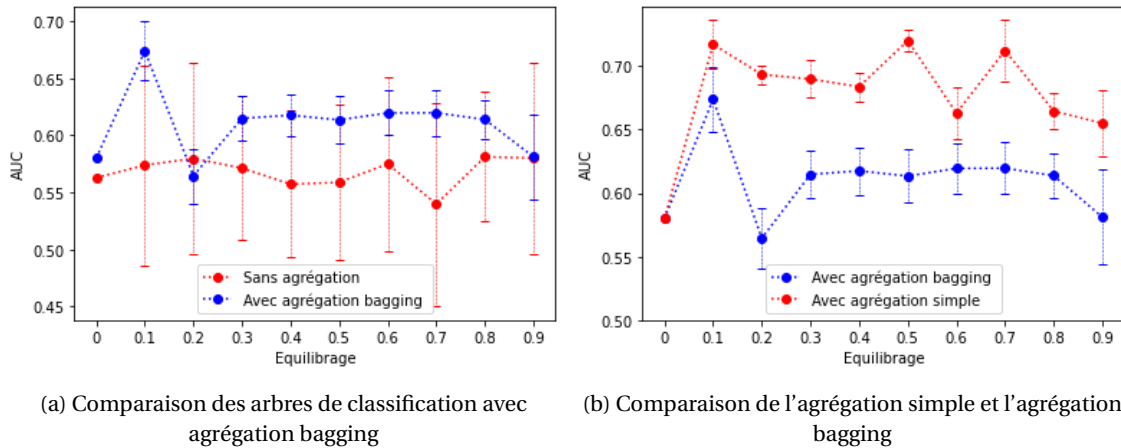 0.70
0.65
0.60
0.55
0.50
0.45
AUC
Sans agrégation
Avec agrégation bagging
0 0.1 0.2 0.3 0.4 0.5 0.6 0.7 0.8 0.9
Equilibrage
(a) Comparaison des arbres de classification avec
agrégation bagging
0.70
0.65
0.60
0.55
0.50
AUC
Avec agrégation bagging
Avec agrégation simple
0 0.1 0.2 0.3 0.4 0.5 0.6 0.7 0.8 0.9
Equilibrage
(b) Comparaison de l'agrégation simple et l'agrégation
bagging